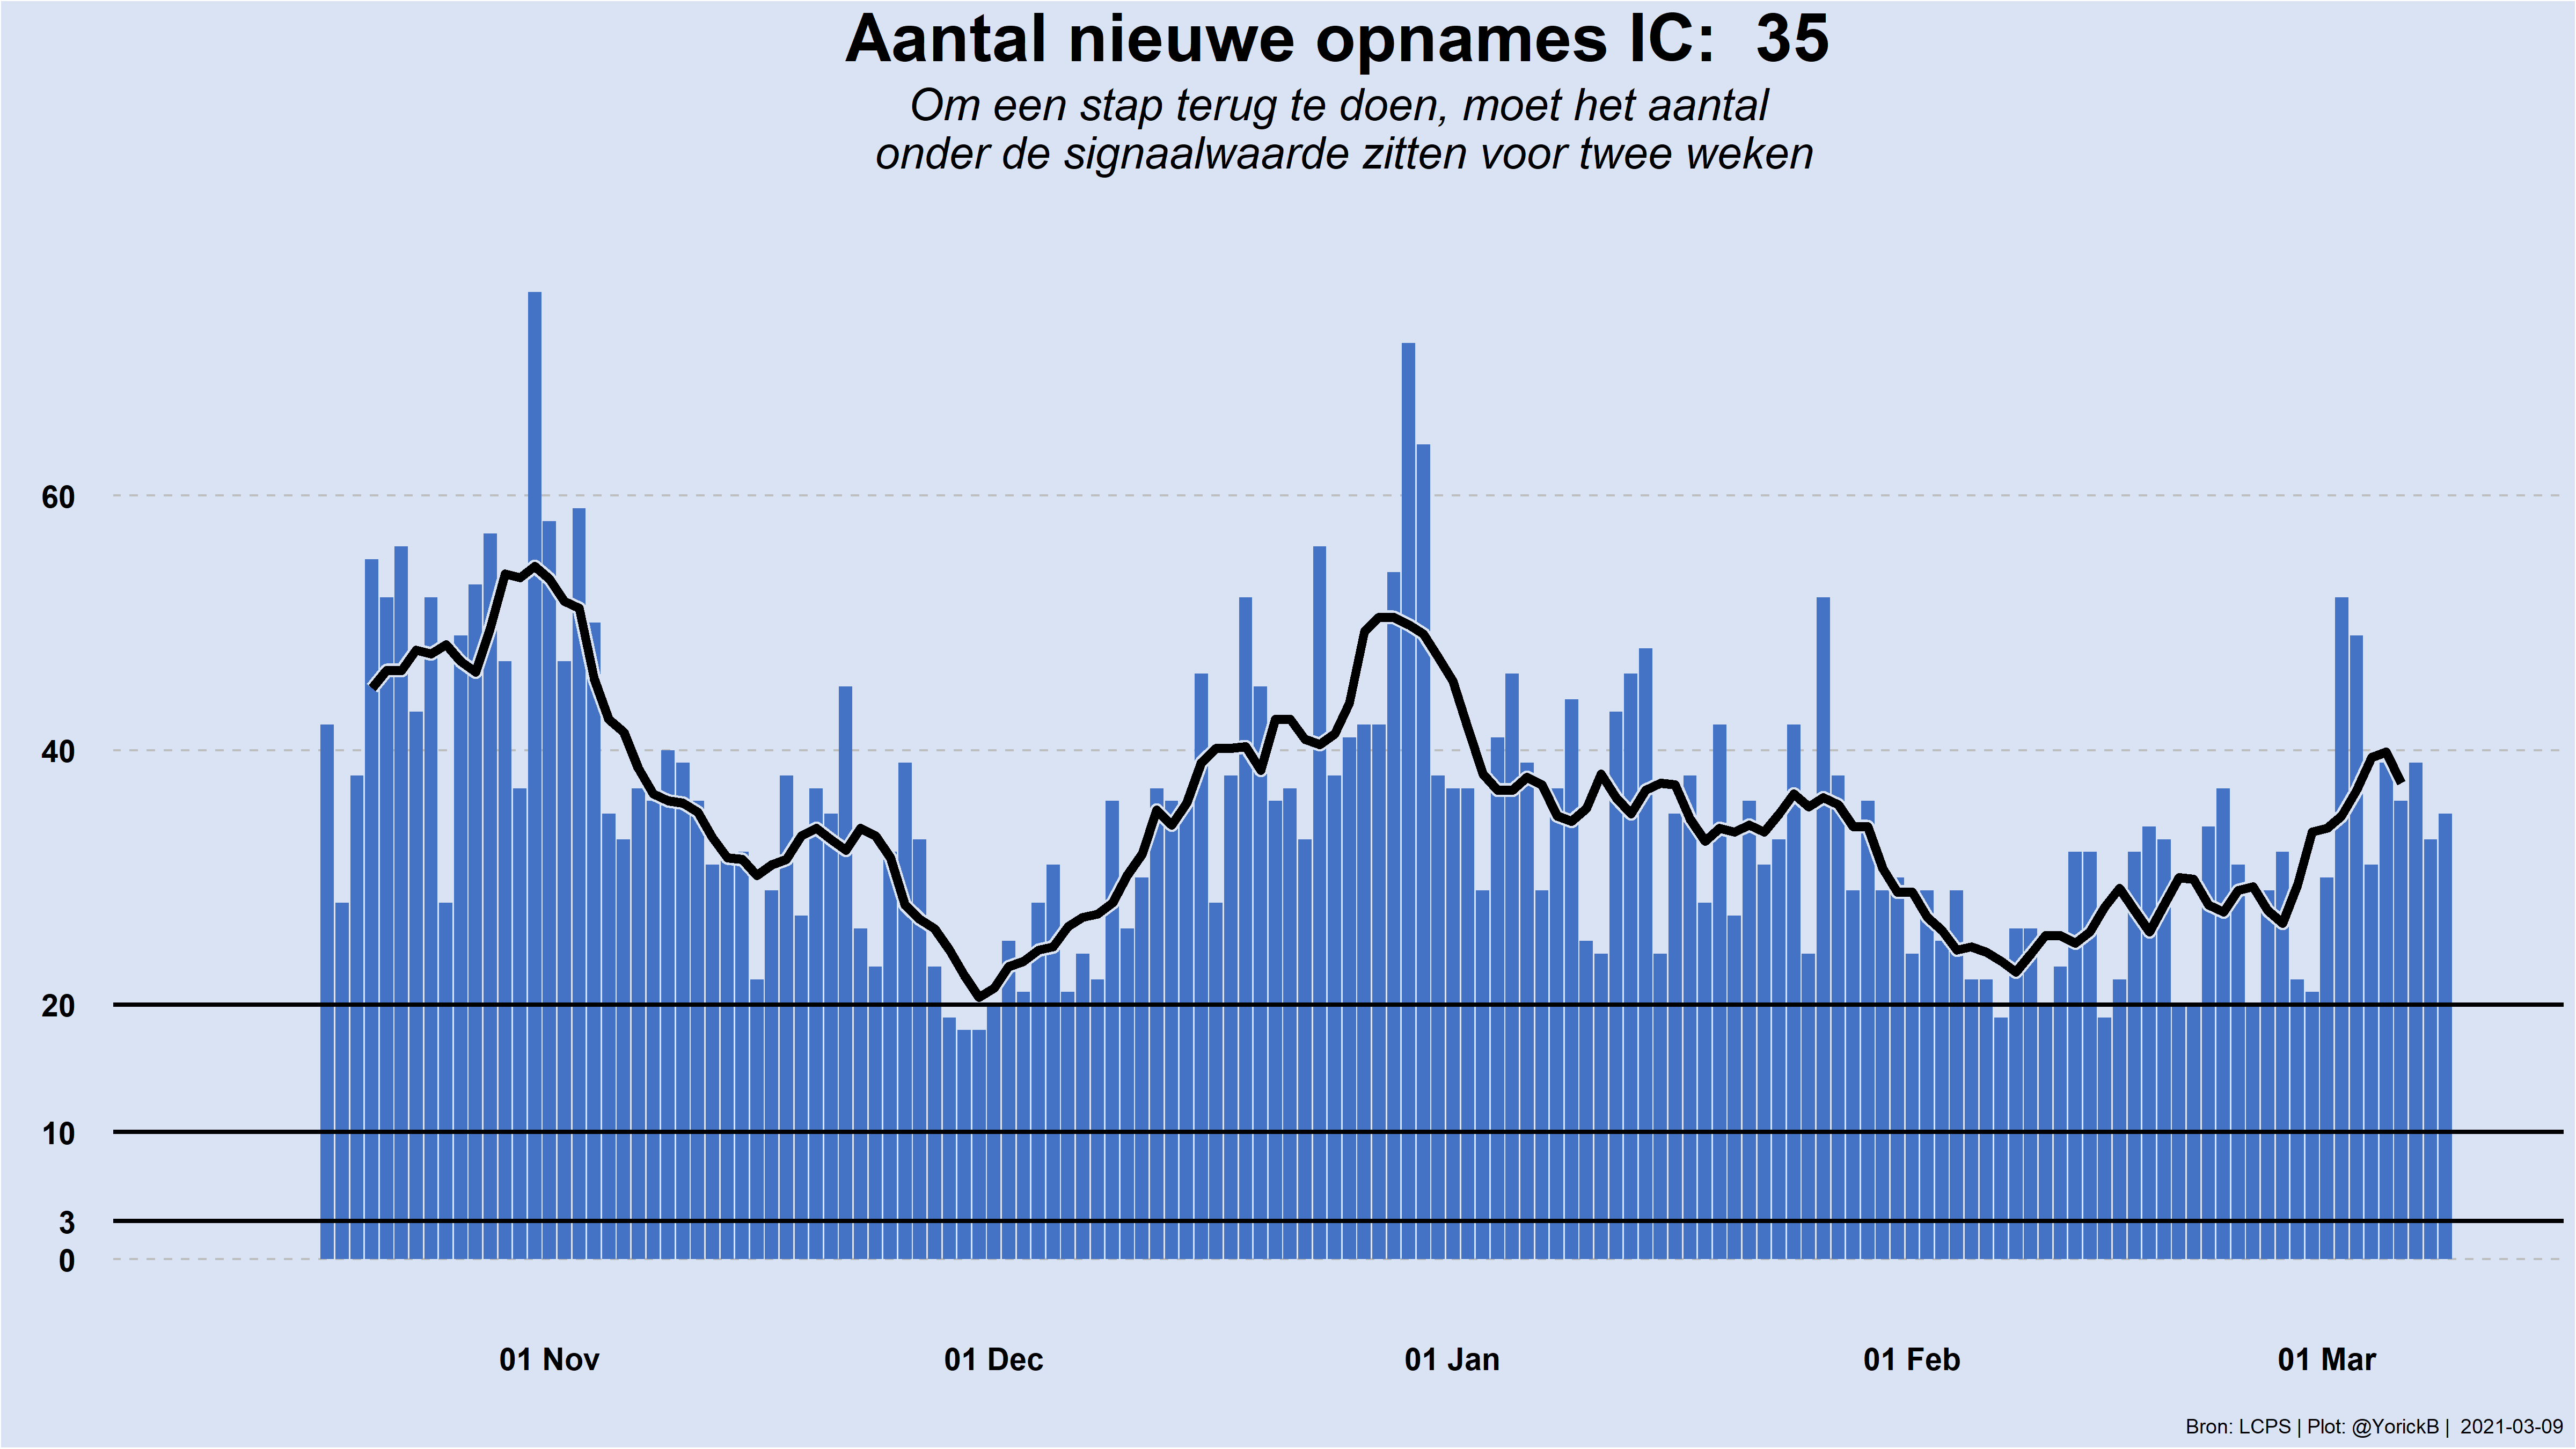 Aantal nieuwe opnames IC:  35
Om een stap terug te doen, moet het aantal
onder de signaalwaarde zitten voor twee weken
60
40
20
10
3
0
01 Nov
01 Dec
01 Jan
01 Feb
01 Mar
Bron: LCPS | Plot: @YorickB |  2021-03-09